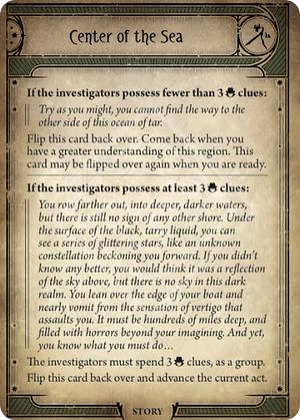 Center of the Sea
If the investigators possess fewer than 3 clues:
Try as you might, you cannot find the way to the
other side of this ocean of tar.
Flip this card back over. Come back when you
have a greater understanding of this region. This
card may be flipped over again when you are ready.
If the investigators possess at least 3 clues:
You row farther out, into deeper, darker waters,
but there is still no sign of any other shore. Under
the surface of the black, tarry liquid, you can
see a series of glittering stars, like an unknown
constellation beckoning you forward. If you didn't
know any better, you would think it was a reflection
of the sky above, but there is no sky in this dark
realm. You lean over the edge of your boat and
nearly vomit from the sensation of vertigo that
assaults you. It must be hundreds of miles deep, and
filled with horrors beyond your imagining. And yet,
you know what you must do…
The investigators must spend 3 clues, as a group.
Flip this card back over and advance the current act.
STORY